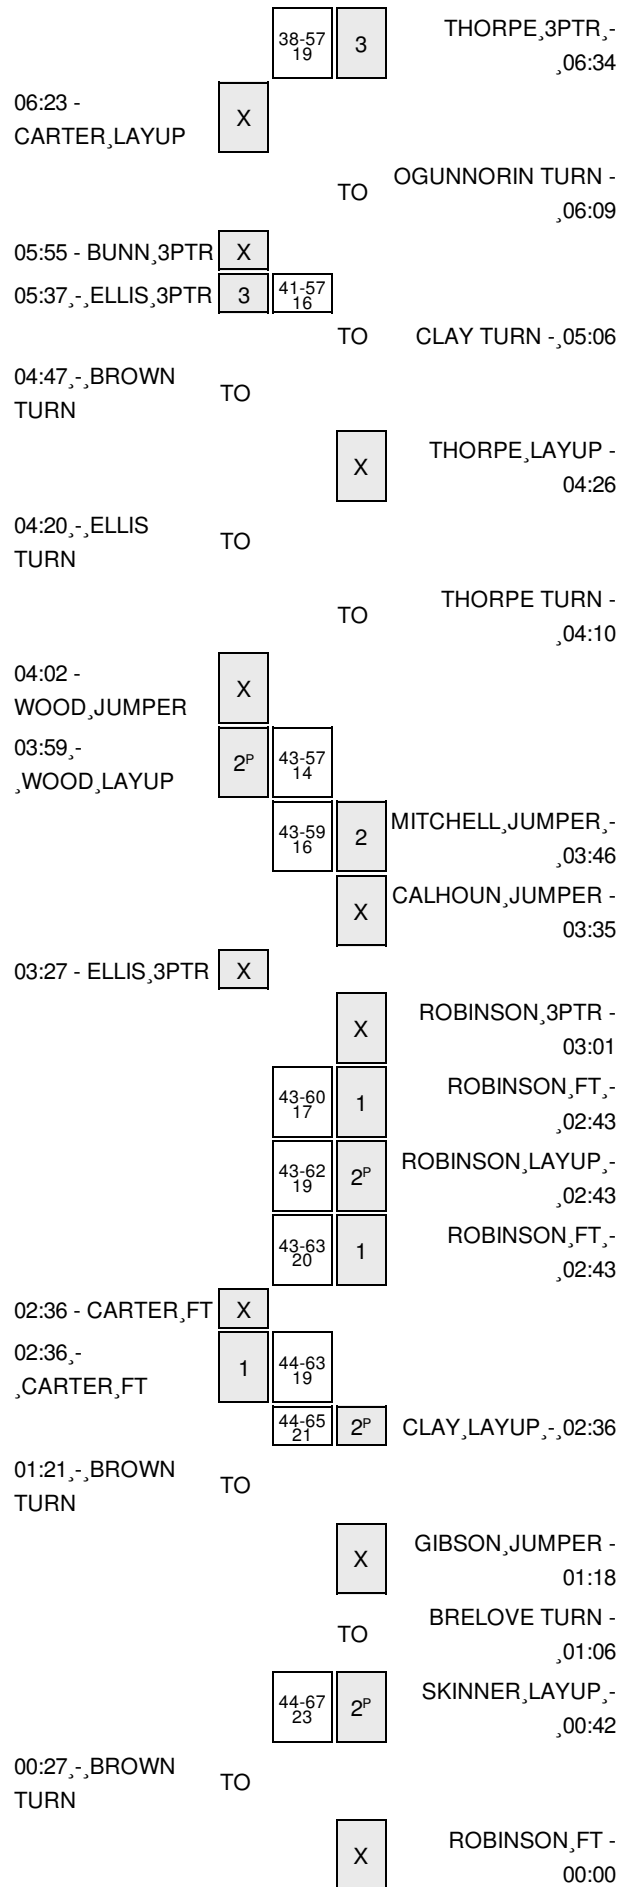 38-57 3 THORPE¸3PTR¸-
19 ¸06:34
06:23 -
CARTER¸LAYUP X
TO OGUNNORIN TURN -
¸06:09
05:55 - BUNN¸3PTR X
05:37¸-¸ELLIS¸3PTR 3 41-57
16
TO CLAY TURN -¸05:06
04:47¸-¸BROWN
TURN TO
X THORPE¸LAYUP -
04:26
04:20¸-¸ELLIS
TURN TO
TO THORPE TURN -
¸04:10
04:02 -
WOOD¸JUMPER X
03:59¸-
¸WOOD¸LAYUP 2P 43-57
14
43-59 2 MITCHELL¸JUMPER¸-
16 ¸03:46
X CALHOUN¸JUMPER -
03:35
03:27 - ELLIS¸3PTR X
X ROBINSON¸3PTR -
03:01
43-60 1 ROBINSON¸FT¸-
17 ¸02:43
43-62 2P ROBINSON¸LAYUP¸-
19 ¸02:43
43-63 1 ROBINSON¸FT¸-
20 ¸02:43
02:36 - CARTER¸FT X
02:36¸-
¸CARTER¸FT 1 44-63
19
44-65 2P CLAY¸LAYUP¸-¸02:36
21
01:21¸-¸BROWN
TURN TO
X GIBSON¸JUMPER -
01:18
TO BRELOVE TURN -
¸01:06
44-67 2P SKINNER¸LAYUP¸-
23 ¸00:42
00:27¸-¸BROWN
TURN TO
X ROBINSON¸FT -
00:00